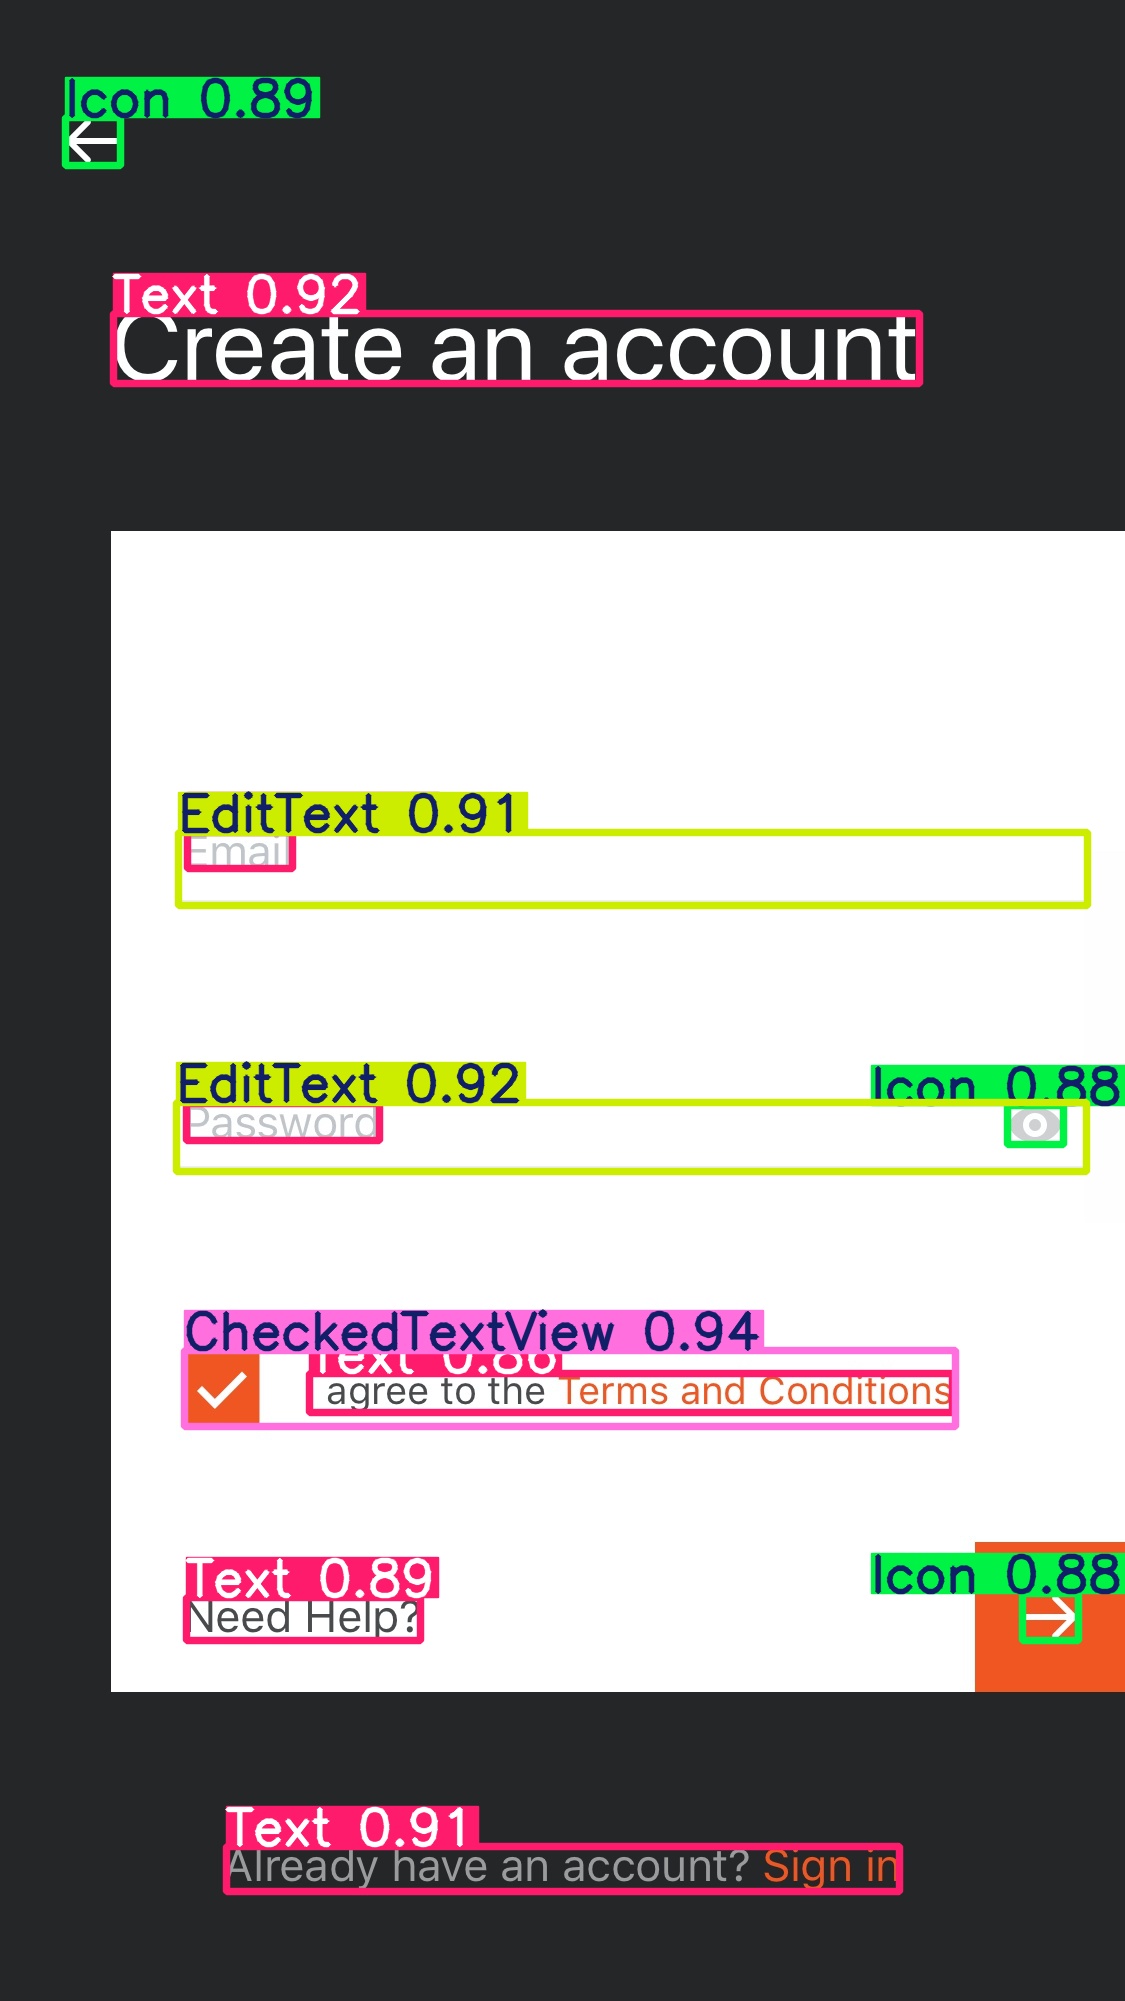 Icon 0.89
Text 0.92
Create an account
EditText 0.91
Email
EditText 0.92
Icon 0.88
Password
CheckedTextView 0.94
Text 0.86
agree to the Terms and Conditions
Text 0.89
Icon 0.88
Need Help?
Text 0.91
Already have an account? Sign in